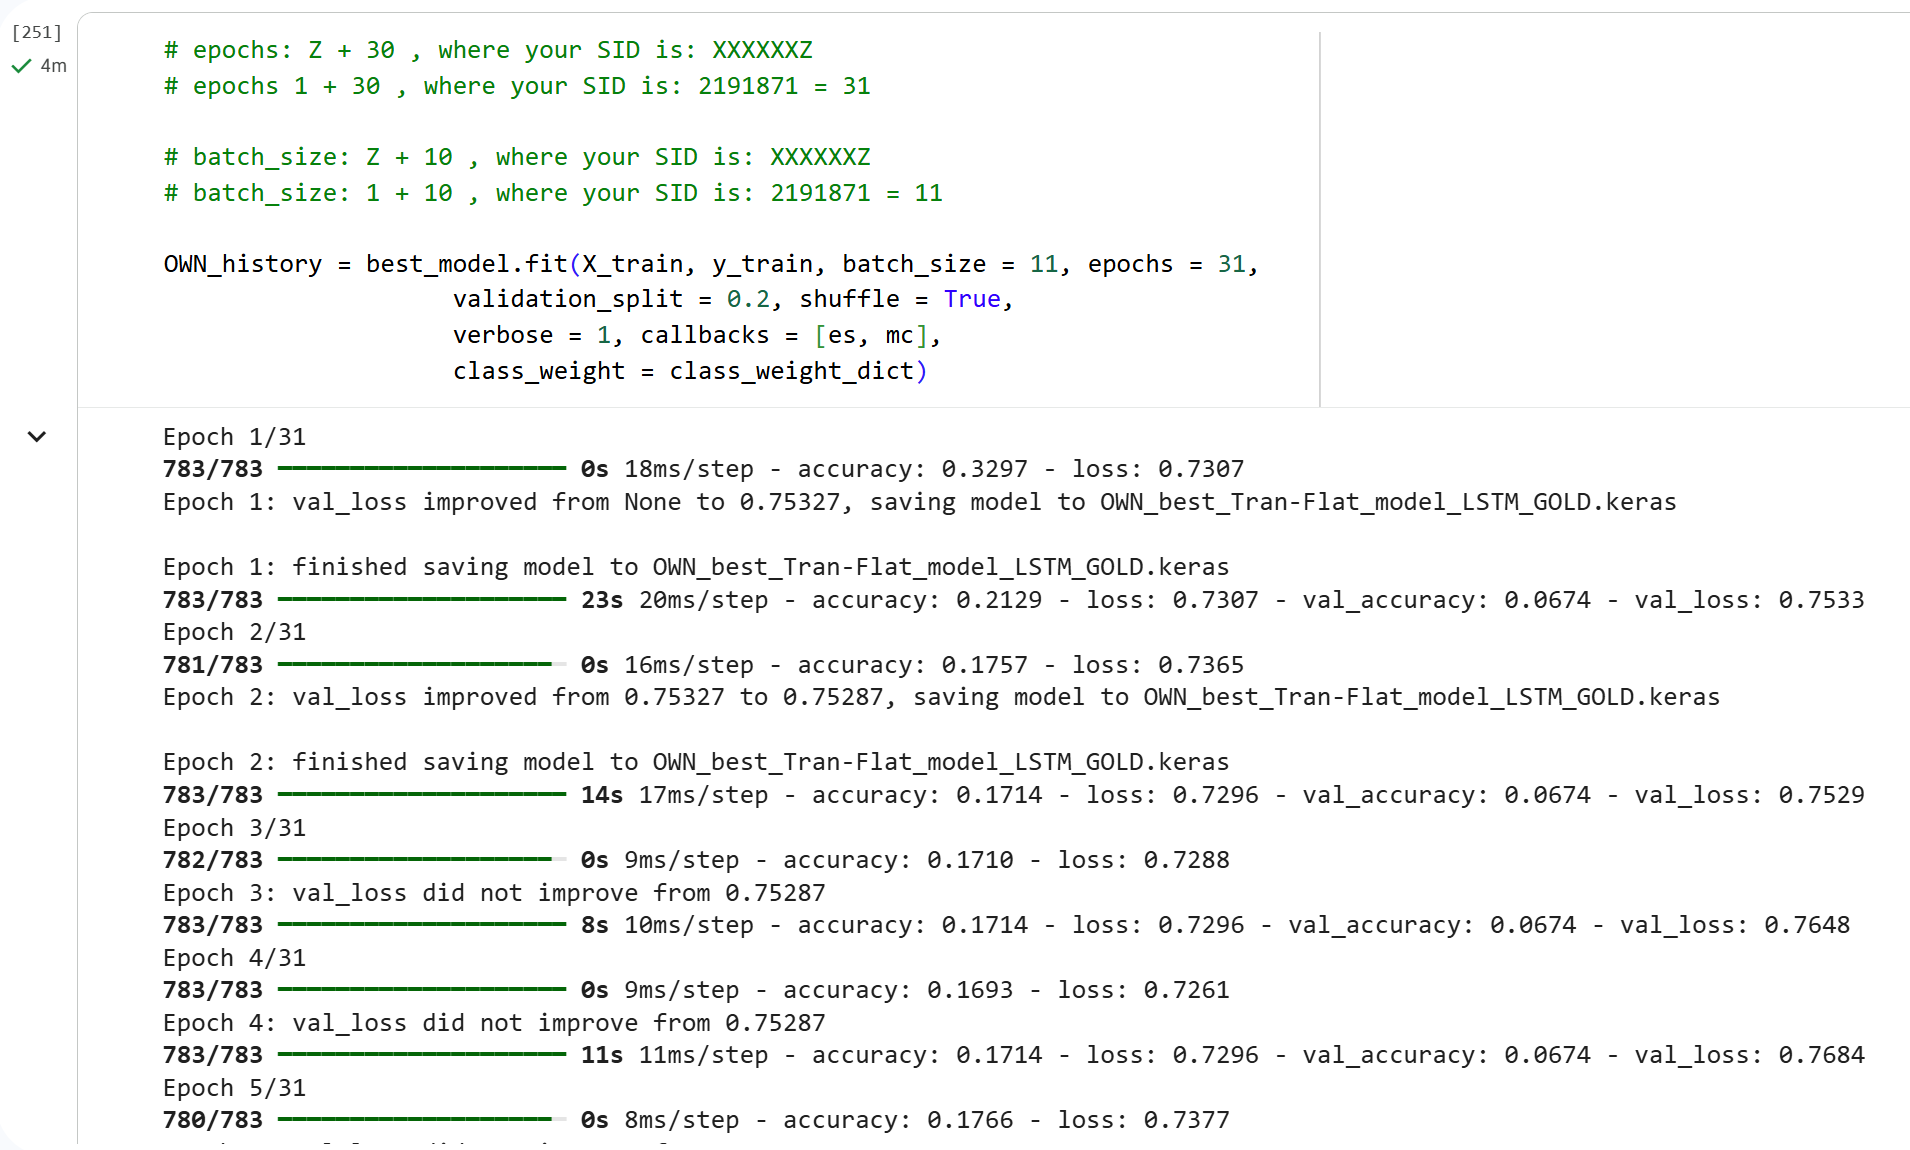 [251]
4m
# epochs: Z + 30 , where your SID is: XXXXXXZ
# epochs 1 + 30 , where your SID is: 2191871 = 31
# batch_size: Z + 10 , where your SID is: XXXXXXZ
# batch_size: 1 + 10 , where your SID is: 2191871 = 11
OWN_history = best_model.fit(X_train, y_train, batch_size = 11, epochs = 31,
validation_split = 0.2, shuffle = True,
verbose = 1, callbacks = [es, mc],
class_weight = class_weight_dict)
Epoch 1/31
783/783 0s 18ms/step - accuracy: 0.3297 - loss: 0.7307
Epoch 1: val_loss improved from None to 0.75327, saving model to OWN_best_Tran-Flat_model_LSTM_GOLD.keras
Epoch 1: finished saving model to OWN_best_Tran-Flat_model_LSTM_GOLD.keras
783/783 23s 20ms/step - accuracy: 0.2129 - loss: 0.7307 - val_accuracy: 0.0674 - val_loss: 0.7533
Epoch 2/31
781/783 0s 16ms/step - accuracy: 0.1757 - loss: 0.7365
Epoch 2: val_loss improved from 0.75327 to 0.75287, saving model to OWN_best_Tran-Flat_model_LSTM_GOLD.keras
Epoch 2: finished saving model to OWN_best_Tran-Flat_model_LSTM_GOLD.keras
783/783 14s 17ms/step - accuracy: 0.1714 - loss: 0.7296 - val_accuracy: 0.0674 - val_loss: 0.7529
Epoch 3/31
782/783 0s 9ms/step - accuracy: 0.1710 - loss: 0.7288
Epoch 3: val_loss did not improve from 0.75287
783/783 8s 10ms/step - accuracy: 0.1714 - loss: 0.7296 - val_accuracy: 0.0674 - val_loss: 0.7648
Epoch 4/31
783/783 0s 9ms/step - accuracy: 0.1693 - loss: 0.7261
Epoch 4: val_loss did not improve from 0.75287
783/783 11s 11ms/step - accuracy: 0.1714 - loss: 0.7296 - val_accuracy: 0.0674 - val_loss: 0.7684
Epoch 5/31
780/783 0s 8ms/step - accuracy: 0.1766 - loss: 0.7377